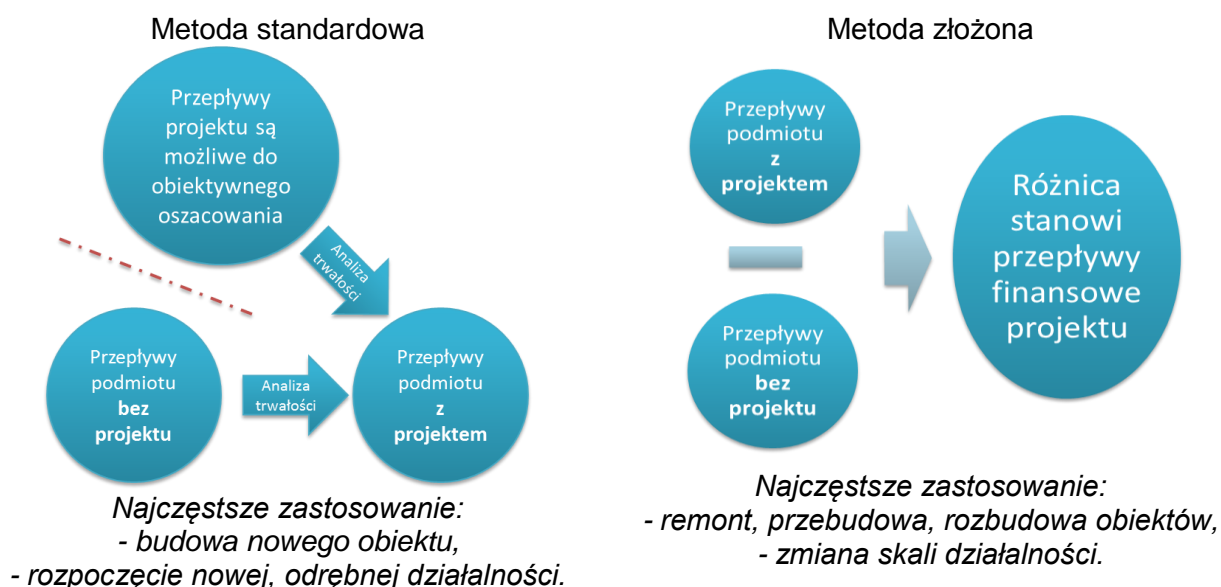 Metoda standardowa
Przepływy
projektu są
możliwe do
obiektywnego
oszacowania
Analiza
trwałości
Przepływy
podmiotu
bez
projektu
Analiza
trwałości
Przepływy
podmiotu
z
projektem
Najczęstsze zastosowanie:
- budowa nowego obiektu,
- rozpoczęcie nowej, odrębnej działalności.
Metoda złożona
Przepływy
podmiotu
z
projektem
Przepływy
podmiotu
bez
projektu
Różnica
stanowi
przepływy
finansowe
projektu
Najczęstsze zastosowanie:
- remont, przebudowa, rozbudowa obiektów,
- zmiana skali działalności.